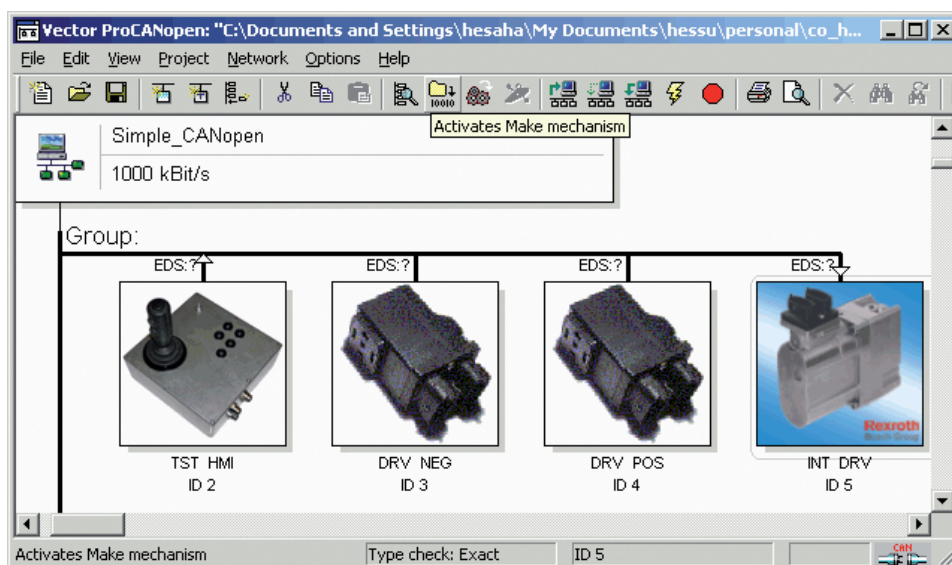 Vector ProCANopen: "C:\Documents and Settings\hesaha\My Documents\hessu\personal\co_h...
File Edit View Project Network Options Help
10010
Activates Make mechanism
Simple_CANopen
1000 kBit/s
Group:
EDS:? EDS:? EDS:? EDS:?
Rexroth
Bosch Group
TST HMI DRV NEG DRV POS INT DRV
ID 2 ID 3 ID 4 ID 5
Activates Make mechanism Type check: Exact ID 5 CAN